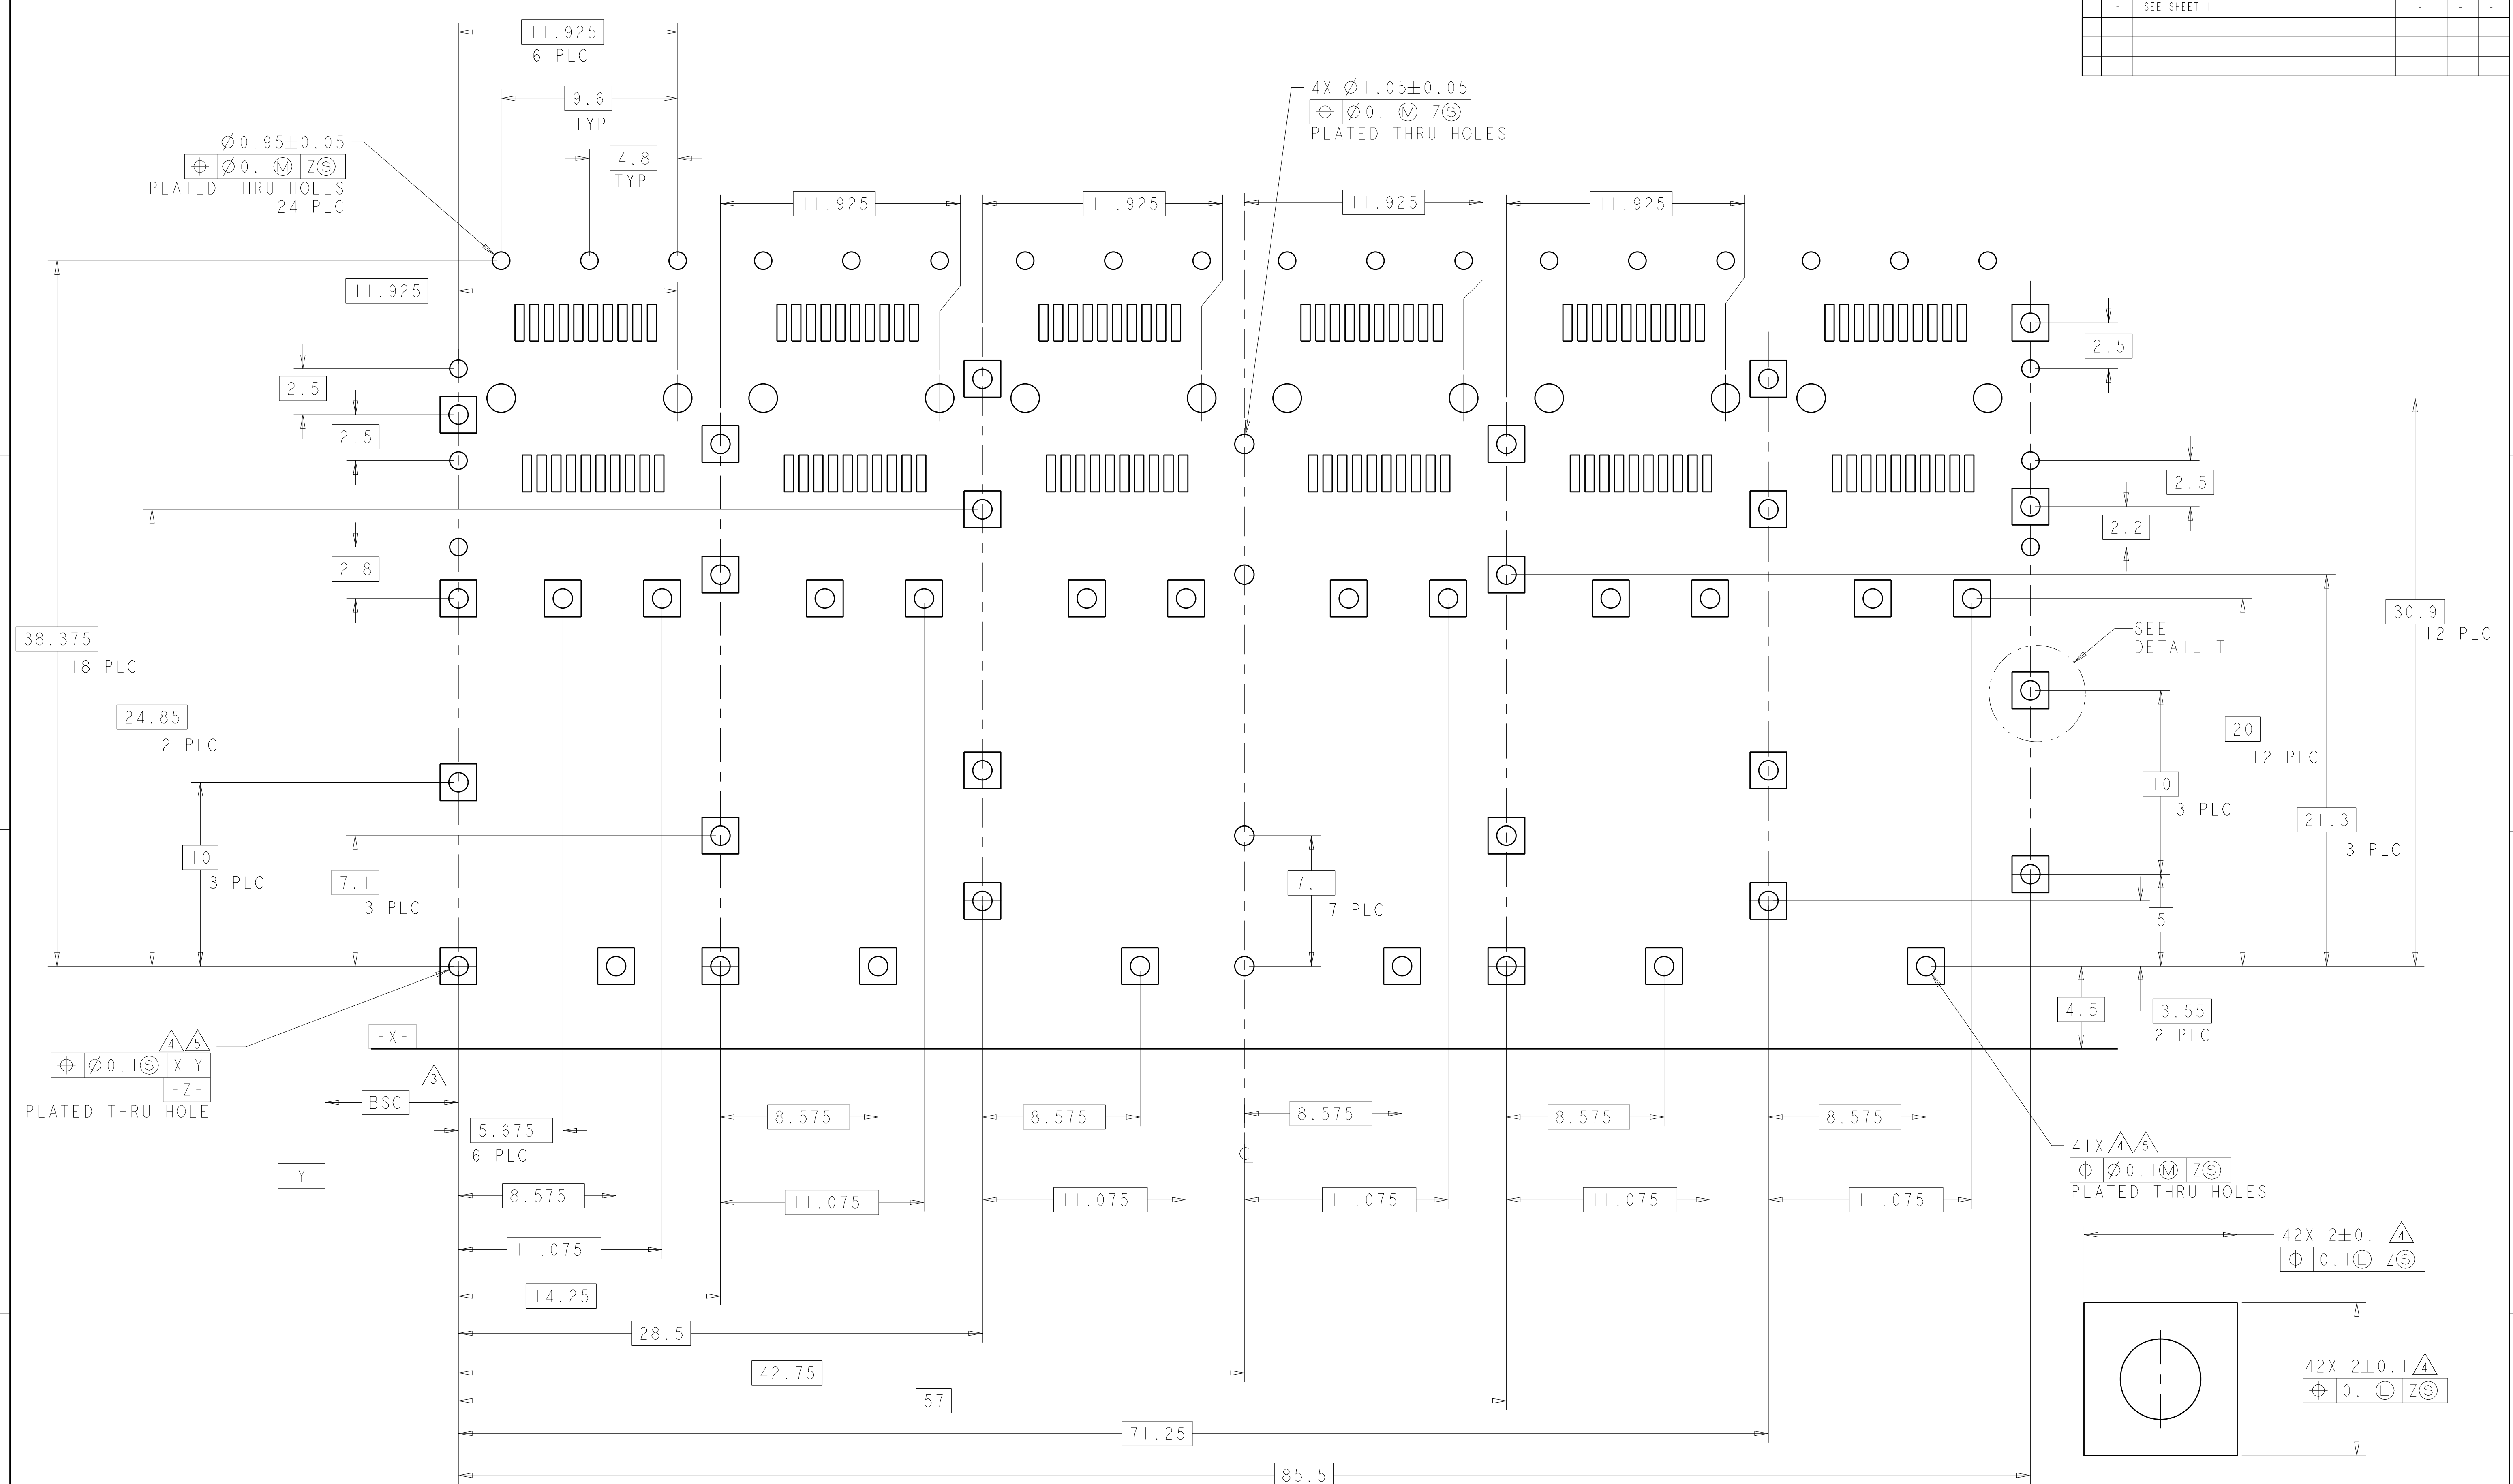 - SEE SHEET 1 - - -
11.925
6 PLC
9.6
TYP
4.8
TYP
4X Ø1.05±0.05
⌖ Ø0.1Ⓜ ZⓈ
PLATED THRU HOLES
Ø0.95±0.05
⌖ Ø0.1Ⓜ ZⓈ
PLATED THRU HOLES
24 PLC
11.925
11.925
11.925
11.925
11.925
2.5
2.5
2.8
2.5
2.5
2.2
38.375
18 PLC
24.85
2 PLC
10
3 PLC
7.1
3 PLC
7.1
7 PLC
SEE
DETAIL T
30.9
12 PLC
20
12 PLC
10
3 PLC
21.3
3 PLC
5
4.5
3.55
2 PLC
4 5
⌖ Ø0.1Ⓢ X Y
-Z-
PLATED THRU HOLE
-X-
3
BSC
-Y-
5.675
6 PLC
8.575
8.575
8.575
8.575
8.575
8.575
℄
11.075
11.075
11.075
11.075
11.075
11.075
14.25
28.5
42.75
57
71.25
85.5
41X 4 5
⌖ Ø0.1Ⓜ ZⓈ
PLATED THRU HOLES
42X 2±0.1 4
⌖ 0.1Ⓛ ZⓈ
42X 2±0.1 4
⌖ 0.1Ⓛ ZⓈ